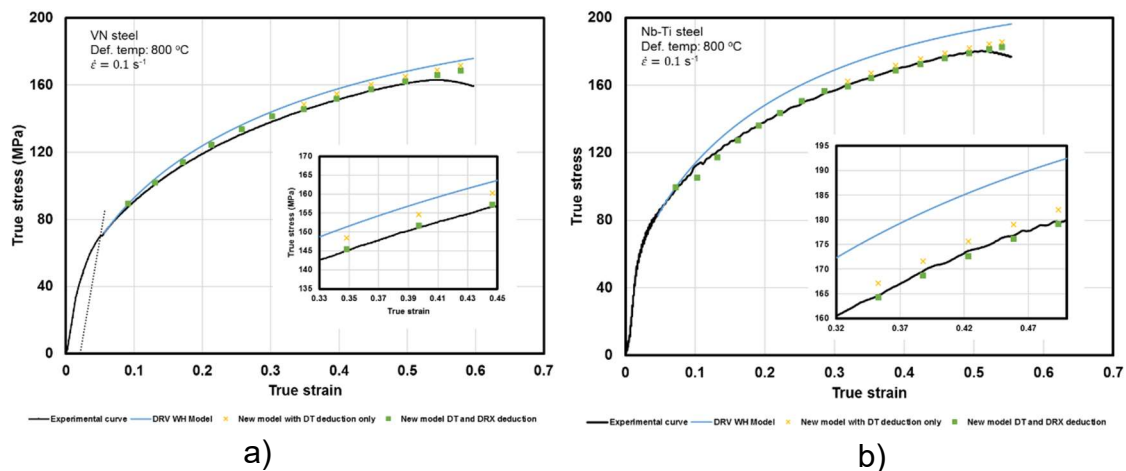 VN steel
Def. temp: 800 °C
ε̇ = 0.1 s⁻¹
True stress (MPa)
200
160
120
80
40
0
0 0.1 0.2 0.3 0.4 0.5 0.6 0.7
True strain
True stress (MPa)
170
165
160
155
150
145
140
135
0.33 0.35 0.37 0.39 0.41 0.43 0.45
True strain
Experimental curve DRV WH Model New model with DT deduction only New model DT and DRX deduction
a)
Nb-Ti steel
Def. temp: 800 °C
ε̇ = 0.1 s⁻¹
True stress
200
160
120
80
40
0
0 0.1 0.2 0.3 0.4 0.5 0.6 0.7
True strain
195
190
185
180
175
170
165
160
0.32 0.37 0.42 0.47
Experimental curve DRV WH Model New model with DT deduction only New model DT and DRX deduction
b)